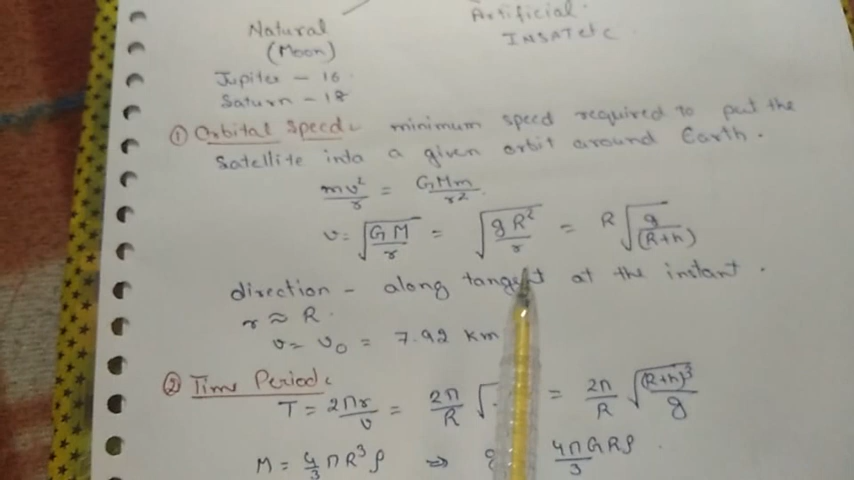 Natural Artificial.
(Moon) INSAT etc
Jupiter - 16
Saturn - 18
① Orbital Speed: minimum speed required to put the
satellite into a given orbit around Earth.
mv²/r = GMm/r²
v = √(GM/r) = √(gR²/r) = R √(g/(R+h))
direction - along tangent at the instant.
r ≈ R.
v = v₀ = 7.92 Km
② Time Period:
T = 2πr/v = 2π/R √ = 2π/R √((R+h)³/g)
M = 4/3 πR³ρ ⇒ 4πGRρ/3